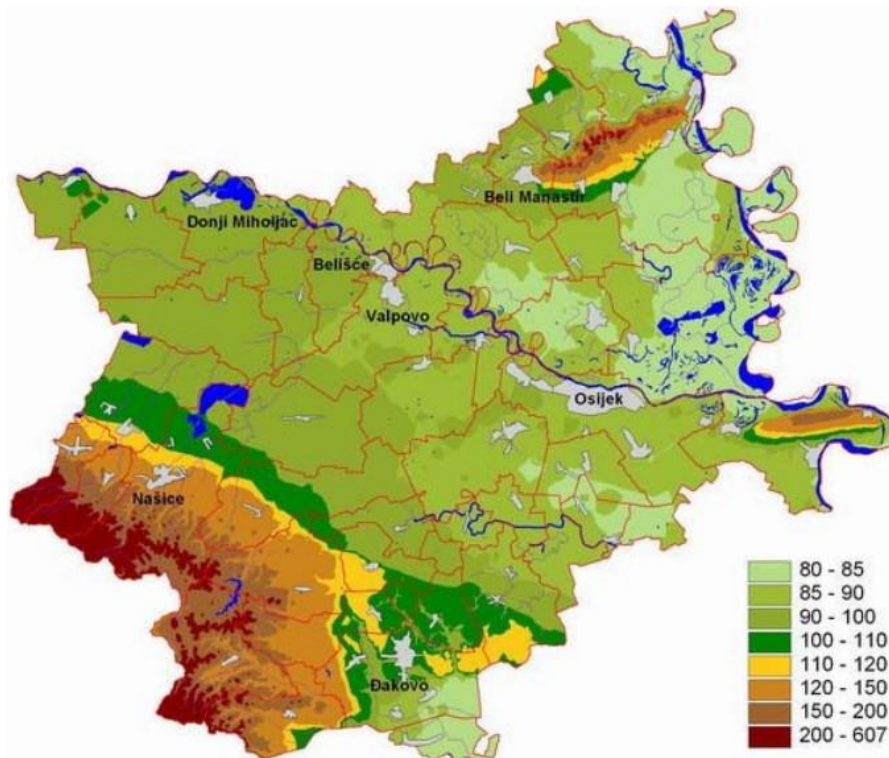 Beli Manastir
Donji Miholjac
Belišće
Valpovo
Osijek
Našice
Đakovo
80 - 85
85 - 90
90 - 100
100 - 110
110 - 120
120 - 150
150 - 200
200 - 607